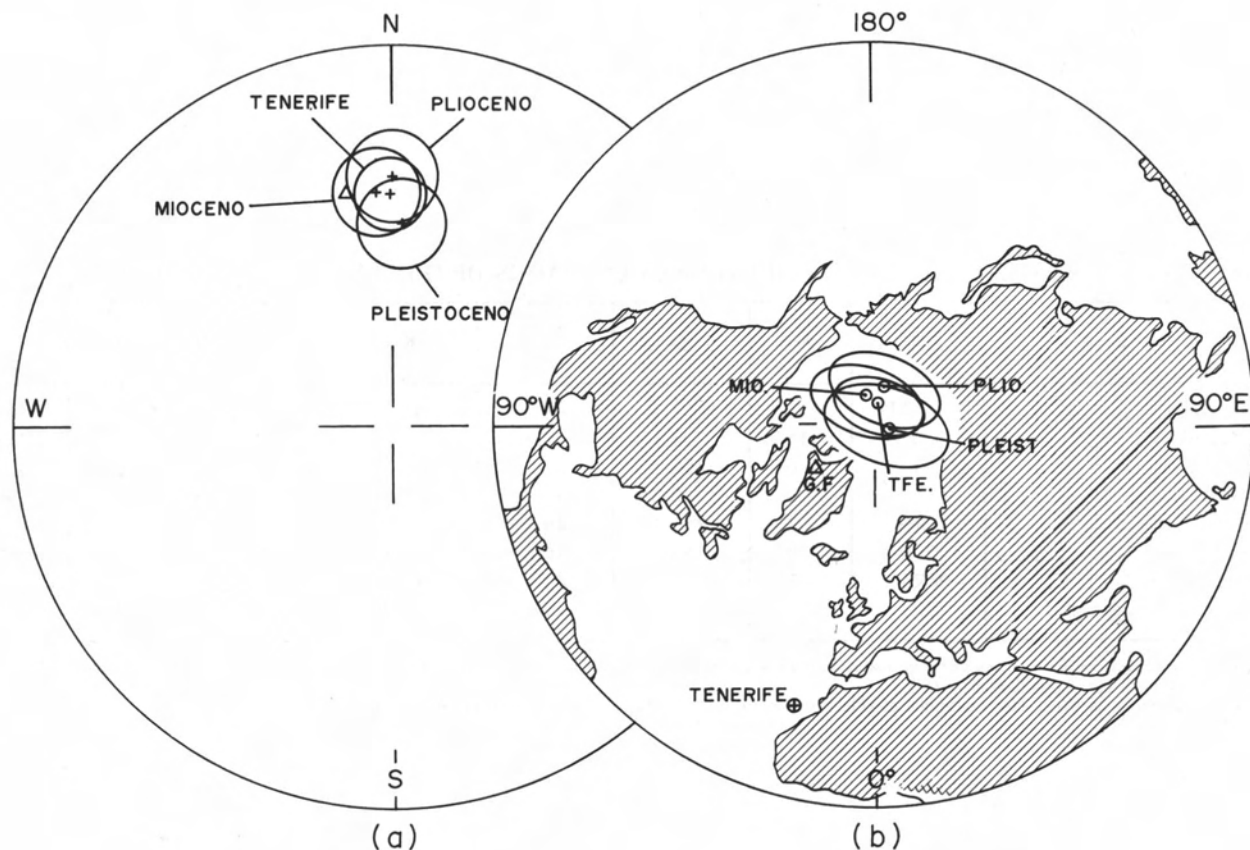 N
TENERIFE
PLIOCENO
MIOCENO
PLEISTOCENO
W
S
(a)
180°
MIO.
PLIO.
90°W
90°E
PLEIST
G.F
TFE.
TENERIFE
0°
(b)